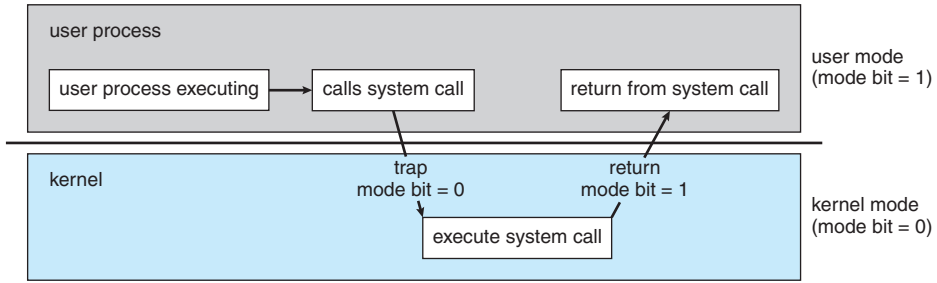 user process
user process executing
calls system call
return from system call
user mode
(mode bit = 1)
trap
mode bit = 0
return
mode bit = 1
kernel
execute system call
kernel mode
(mode bit = 0)